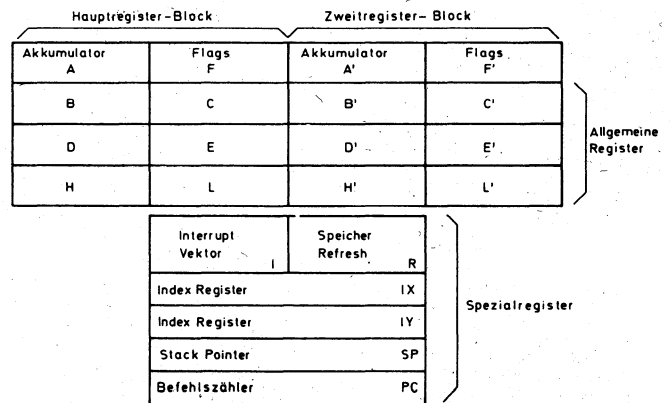 Hauptregister-Block Zweitregister- Block
Akkumulator Flags Akkumulator Flags
A F A' F'
B C B' C'
D E D' E'
H L H' L'
Allgemeine
Register
Interrupt Speicher
Vektor I Refresh R
Index Register IX
Index Register IY
Stack Pointer SP
Befehlszähler PC
Spezialregister